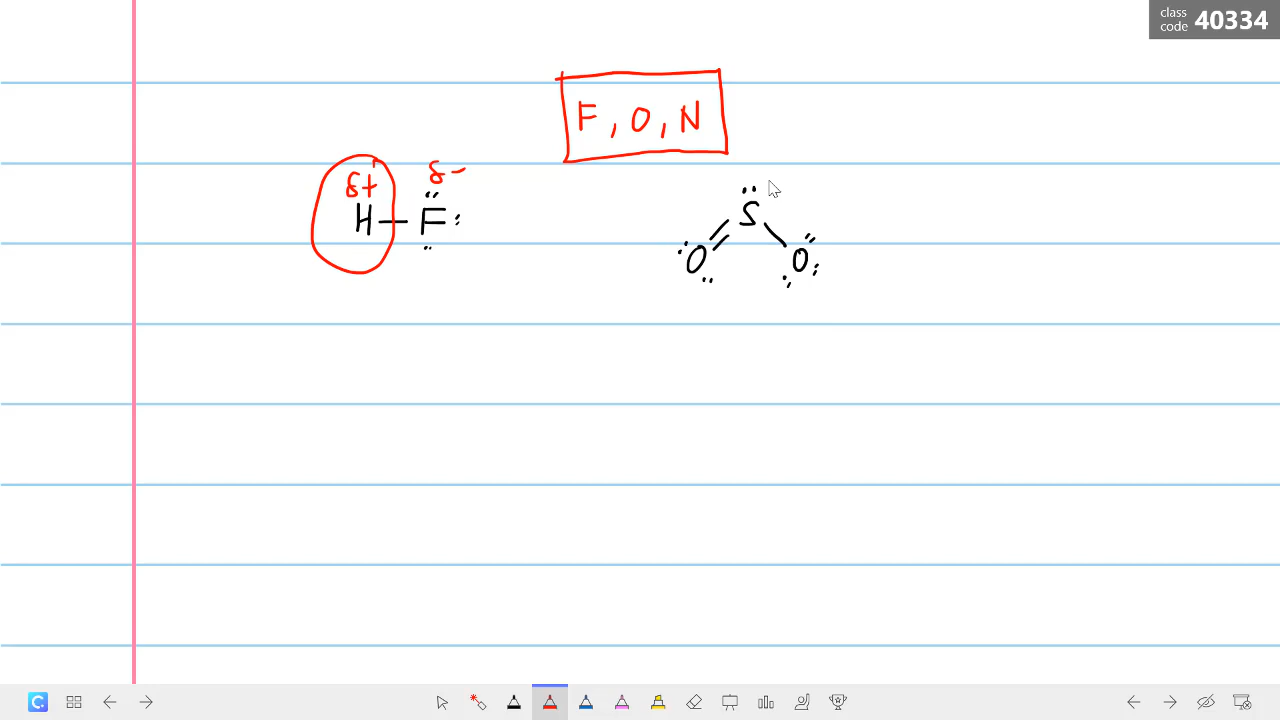 class code 40334
F, O, N
δ+ δ-
H – F
S
O O